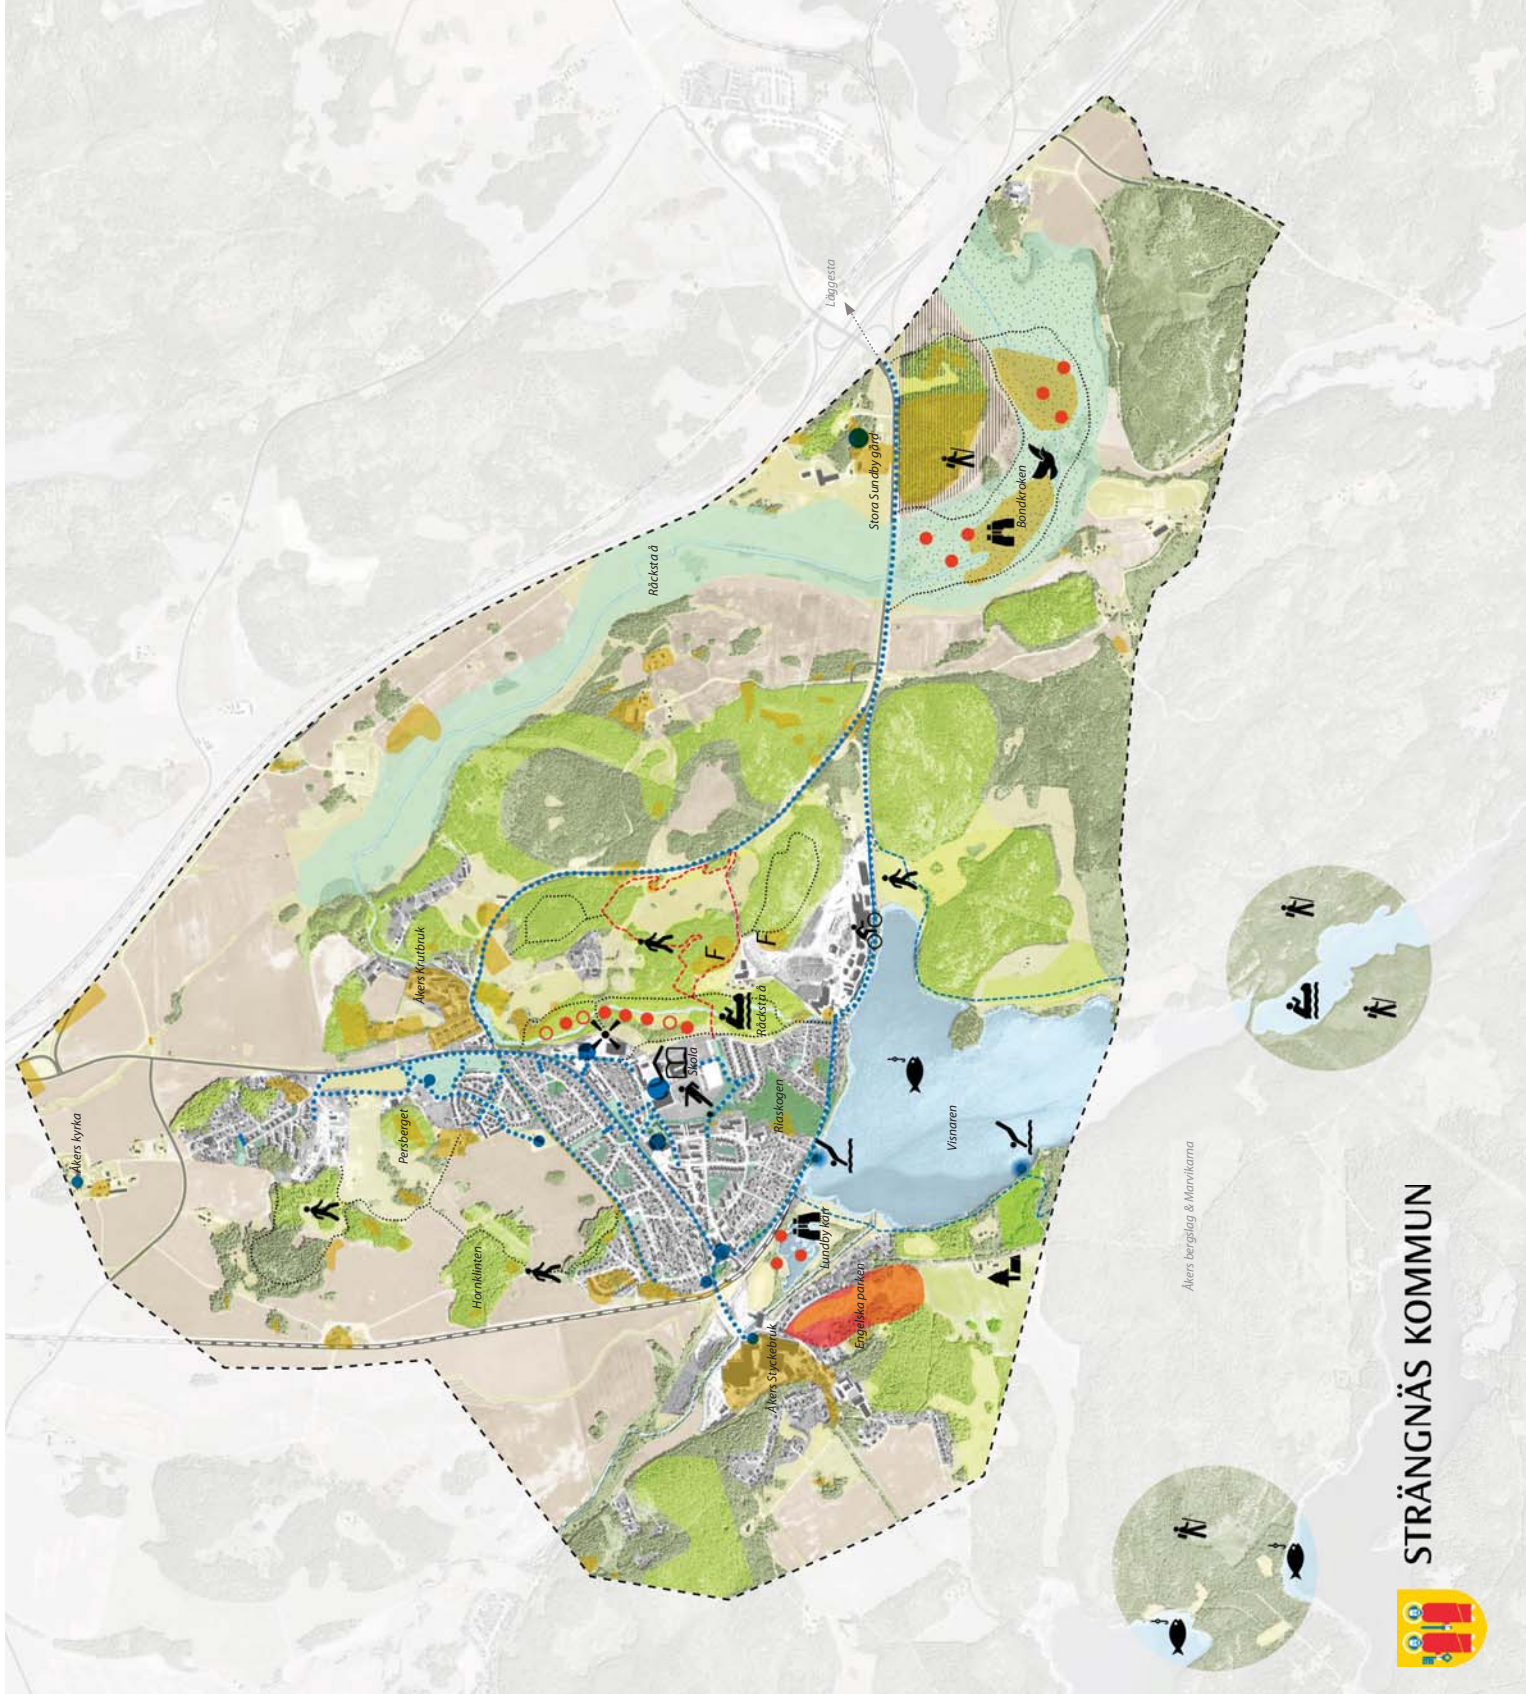 Åkers kyrka
Persberget
Hornklinten
Åkers Krutbruk
Räcksta å
Läggesta
Stora Sundby gård
Bondkroken
F
F
Räcksta å
Skola
Riaskogen
Visnaren
Lundby kärr
Engelska parken
Åkers Styckebruk
Åkers bergslag & Marvikarna
STRÄNGNÄS KOMMUN